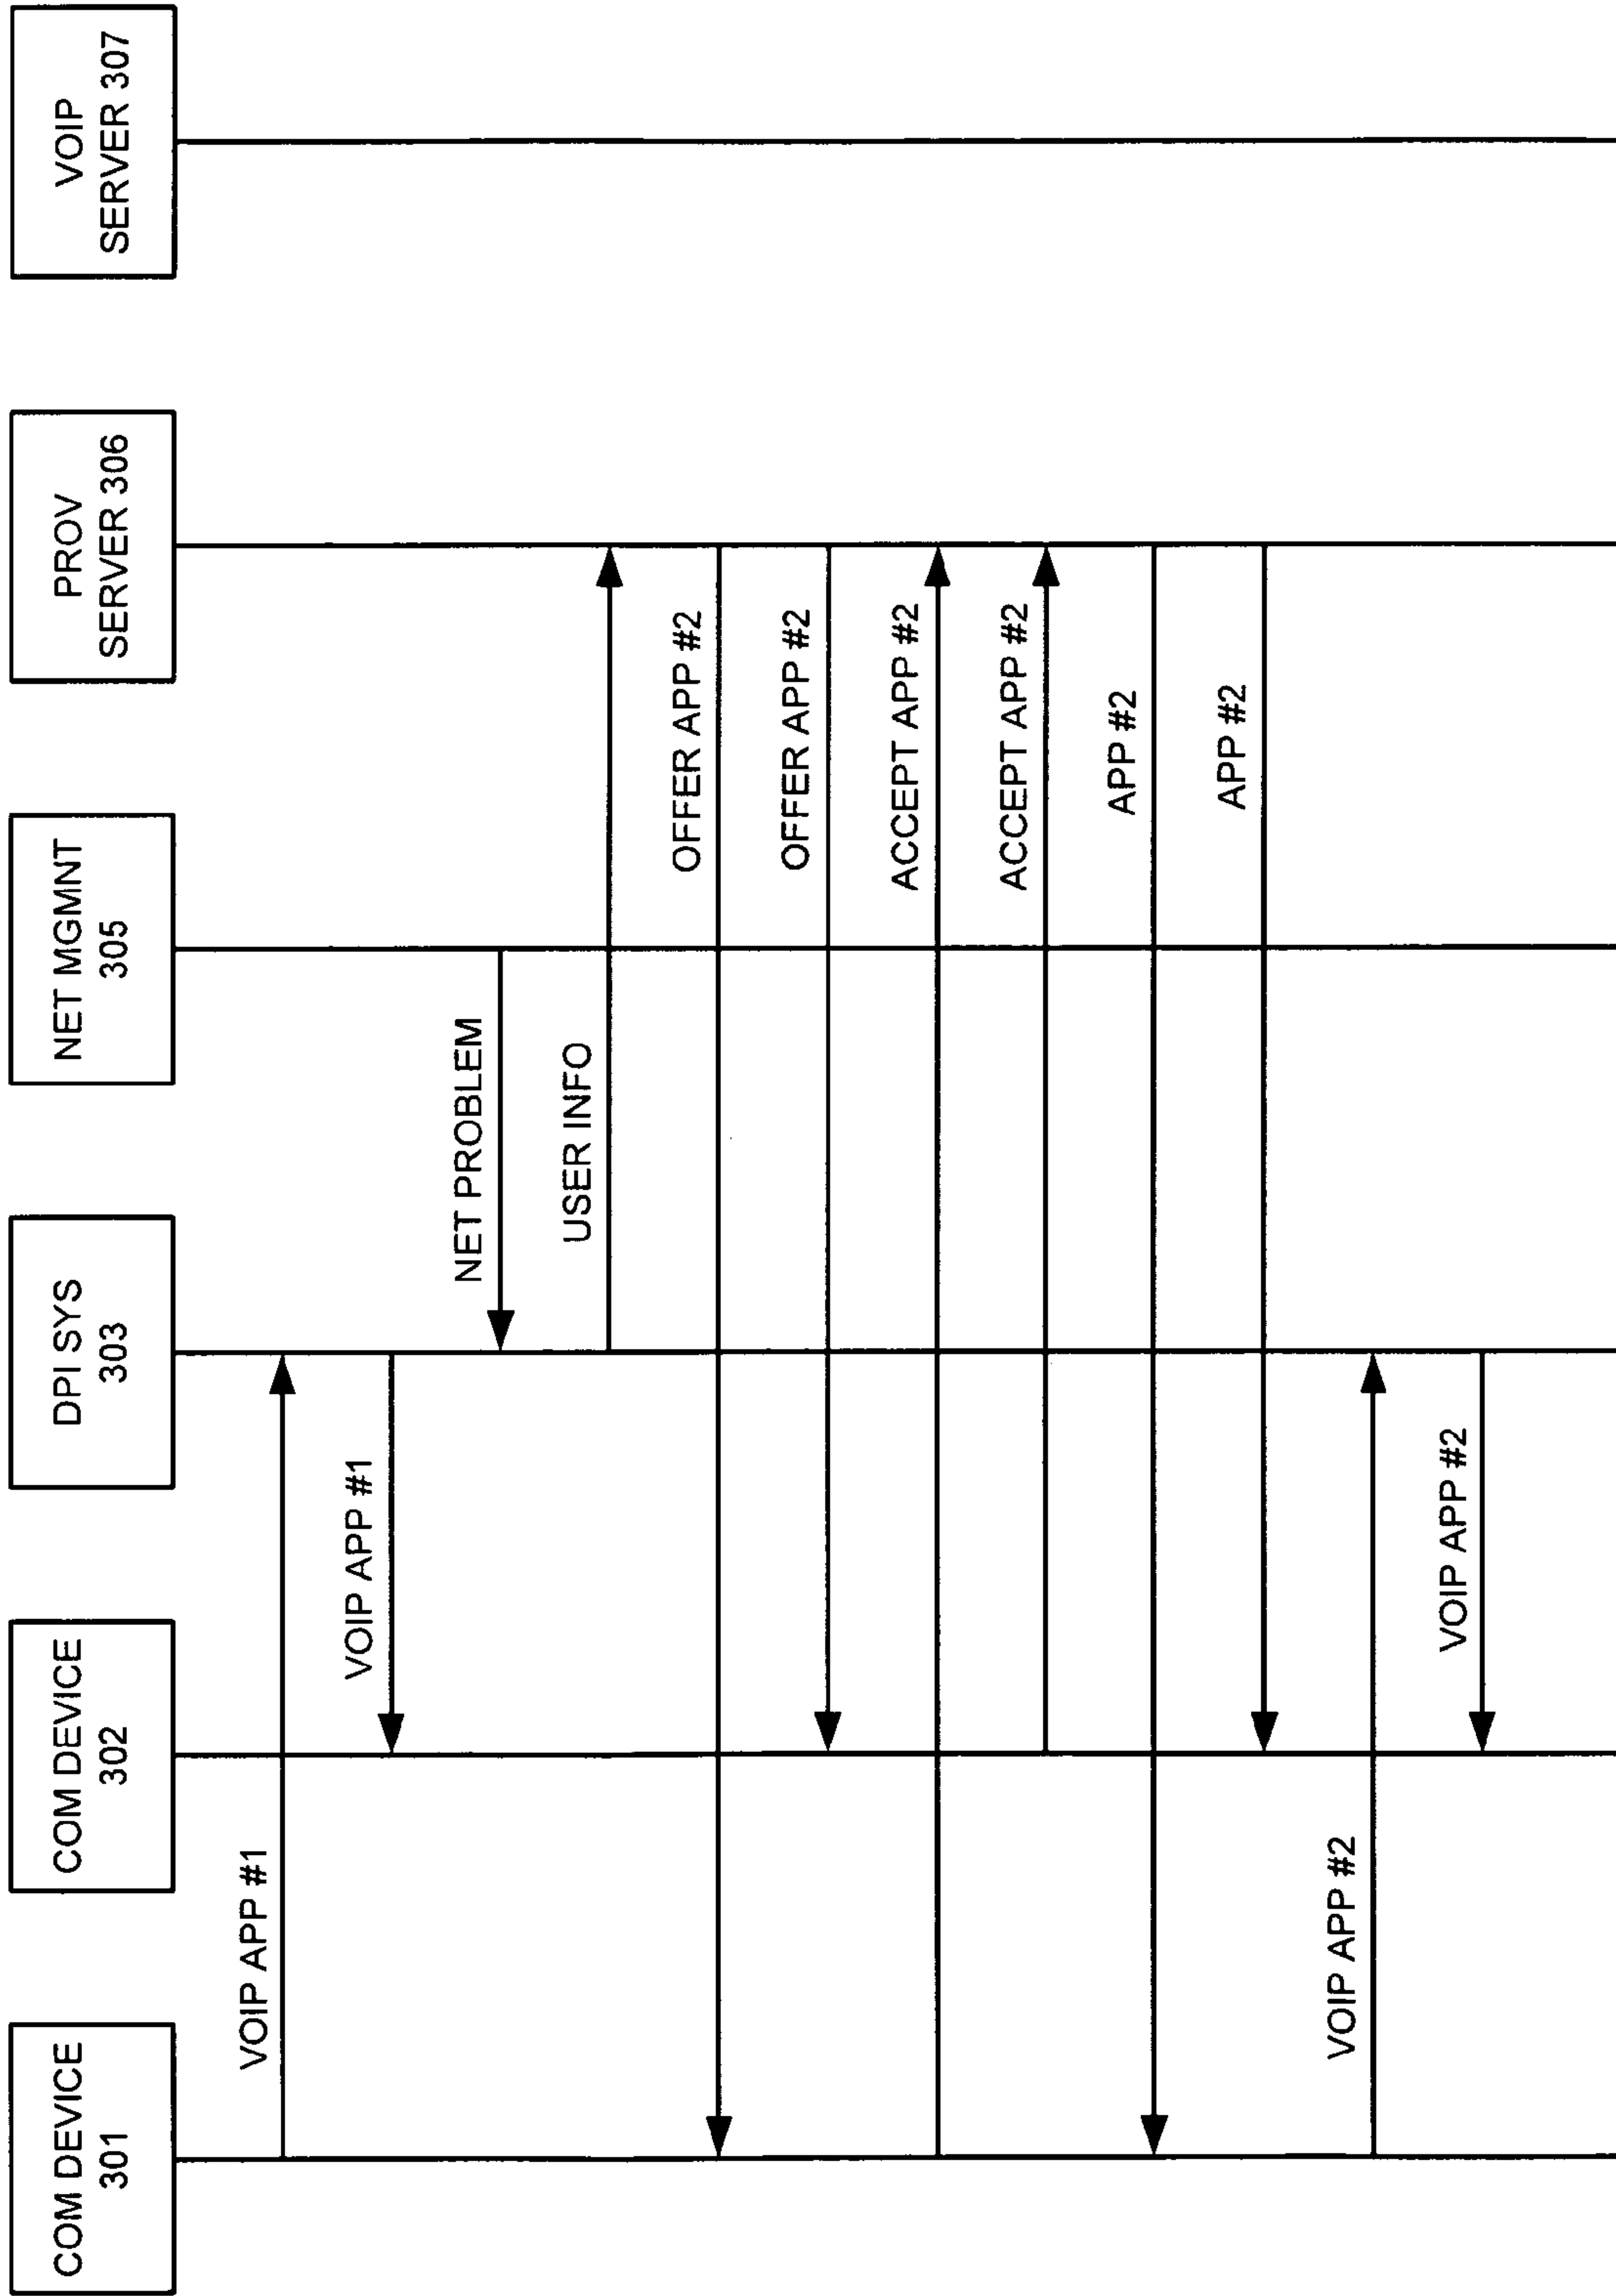 COM DEVICE
301
COM DEVICE
302
DPI SYS
303
NET MGMNT
305
PROV
SERVER 306
VOIP
SERVER 307
VOIP APP #1
VOIP APP #1
NET PROBLEM
USER INFO
OFFER APP #2
OFFER APP #2
ACCEPT APP #2
ACCEPT APP #2
APP #2
APP #2
VOIP APP #2
VOIP APP #2